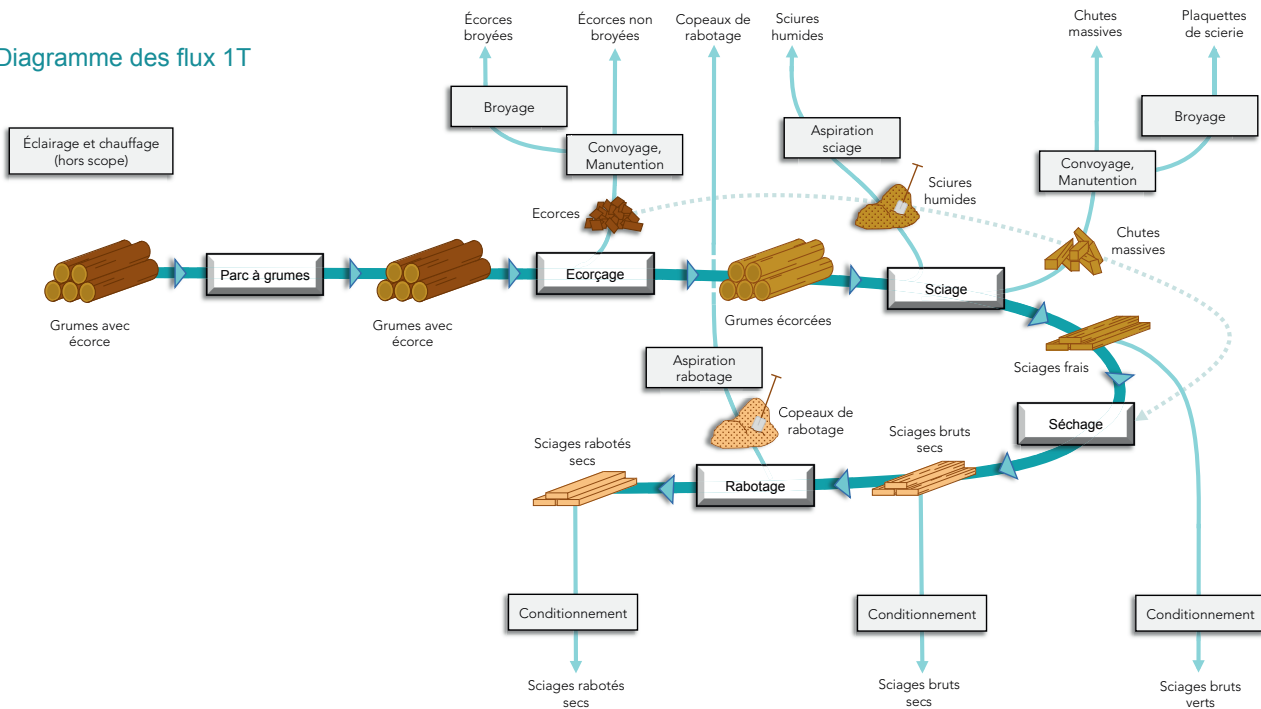 Diagramme des flux 1T
Éclairage et chauffage
(hors scope)
Écorces
broyées
Écorces non
broyées
Copeaux de
rabotage
Sciures
humides
Chutes
massives
Plaquettes
de scierie
Broyage
Convoyage,
Manutention
Aspiration
sciage
Broyage
Convoyage,
Manutention
Ecorces
Sciures
humides
Chutes
massives
Parc à grumes
Ecorçage
Sciage
Grumes avec
écorce
Grumes avec
écorce
Grumes écorcées
Sciages frais
Aspiration
rabotage
Copeaux de
rabotage
Séchage
Sciages rabotés
secs
Sciages bruts
secs
Rabotage
Conditionnement
Conditionnement
Conditionnement
Sciages rabotés
secs
Sciages bruts
secs
Sciages bruts
verts